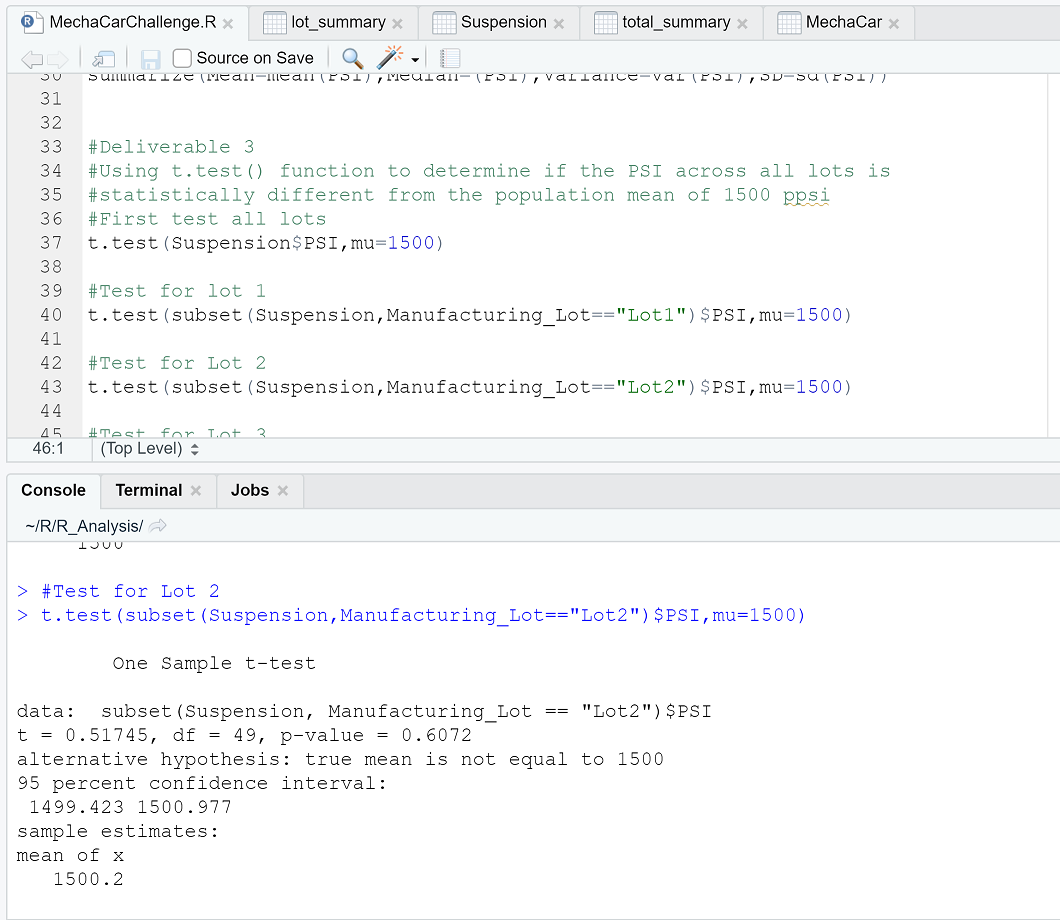 MechaCarChallenge.R lot_summary Suspension total_summary MechaCar
Source on Save
30 summarize(Mean=mean(PSI),Median=(PSI),Variance=var(PSI),SD=sd(PSI))
31
32
33 #Deliverable 3
34 #Using t.test() function to determine if the PSI across all lots is
35 #statistically different from the population mean of 1500 ppsi
36 #First test all lots
37 t.test(Suspension$PSI,mu=1500)
38
39 #Test for lot 1
40 t.test(subset(Suspension,Manufacturing_Lot=="Lot1")$PSI,mu=1500)
41
42 #Test for Lot 2
43 t.test(subset(Suspension,Manufacturing_Lot=="Lot2")$PSI,mu=1500)
44
45 #Test for Lot 3
46:1 (Top Level)
Console Terminal Jobs
~/R/R_Analysis/
1500
> #Test for Lot 2
> t.test(subset(Suspension,Manufacturing_Lot=="Lot2")$PSI,mu=1500)
One Sample t-test
data:  subset(Suspension, Manufacturing_Lot == "Lot2")$PSI
t = 0.51745, df = 49, p-value = 0.6072
alternative hypothesis: true mean is not equal to 1500
95 percent confidence interval:
1499.423 1500.977
sample estimates:
mean of x
1500.2